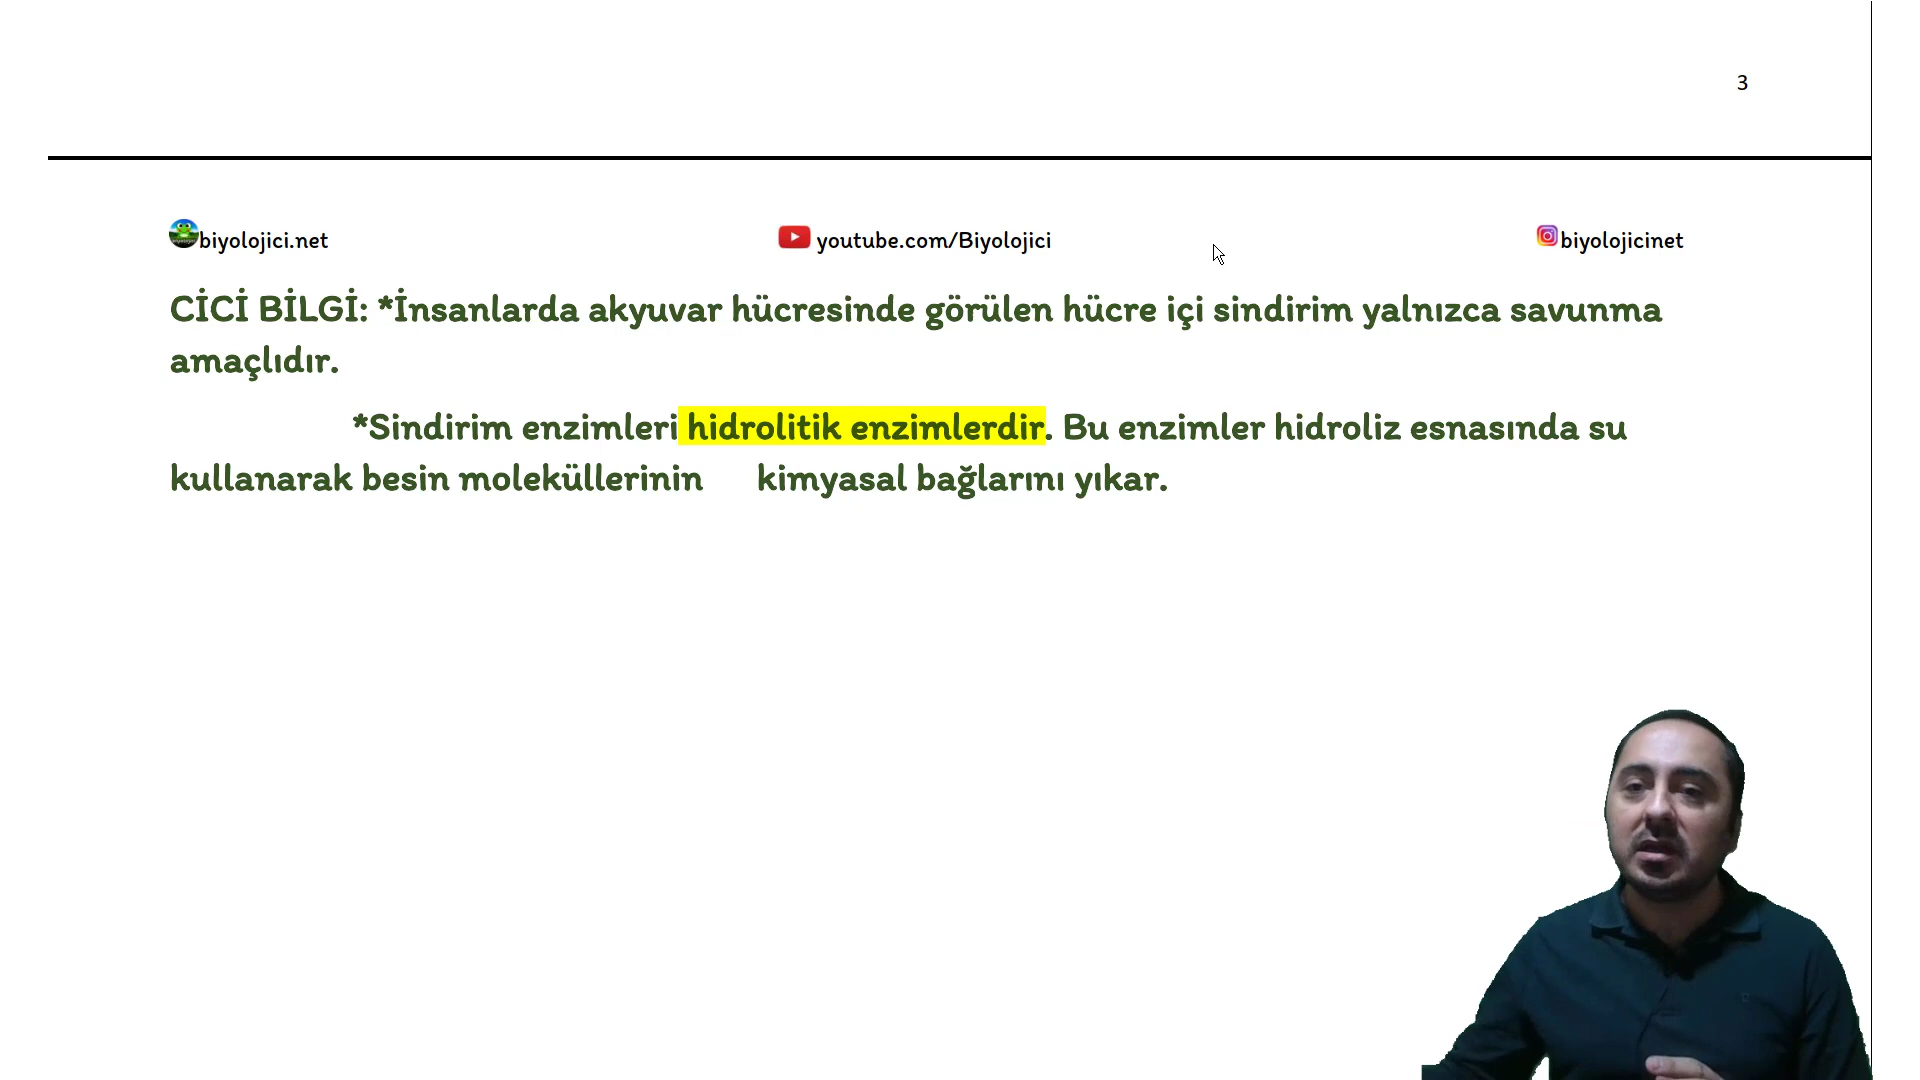 3
biyolojici.net
youtube.com/Biyolojici
biyolojicinet
CİCİ BİLGİ: *İnsanlarda akyuvar hücresinde görülen hücre içi sindirim yalnızca savunma
amaçlıdır.
*Sindirim enzimleri hidrolitik enzimlerdir. Bu enzimler hidroliz esnasında su
kullanarak besin moleküllerinin kimyasal bağlarını yıkar.